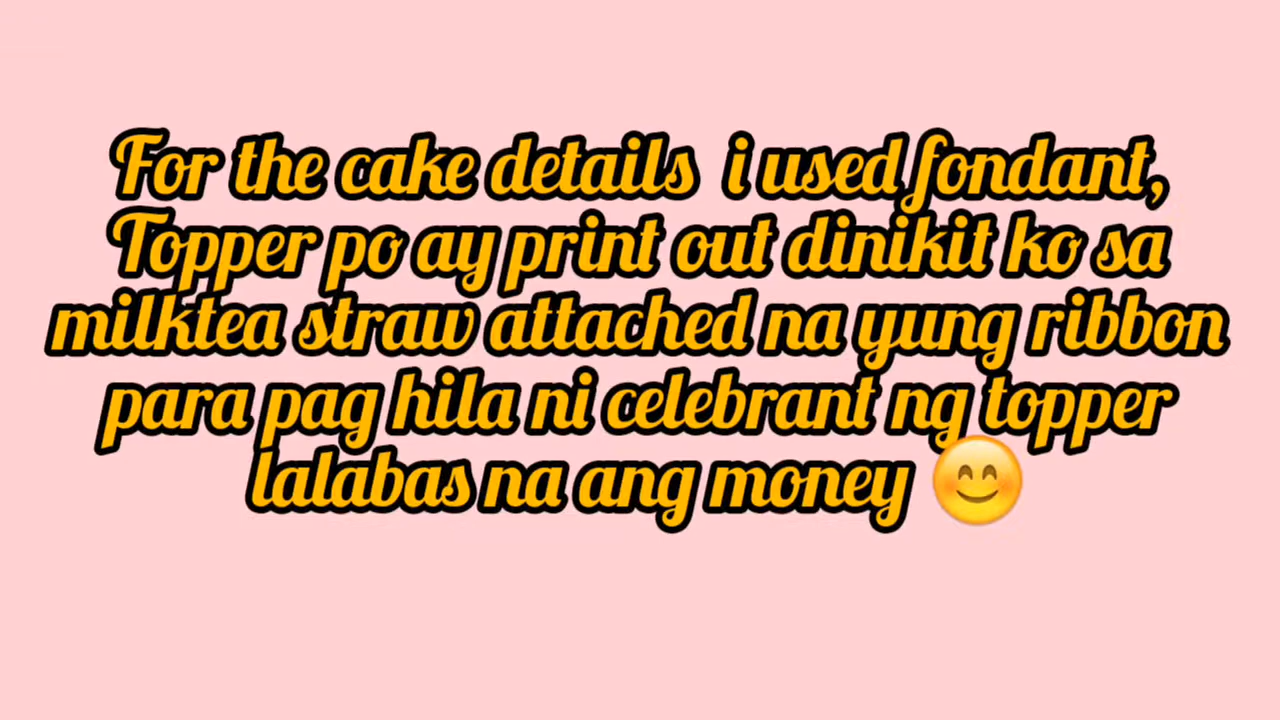 For the cake details i used fondant,
Topper po ay print out dinikit ko sa
milktea straw attached na yung ribbon
para pag hila ni celebrant ng topper
lalabas na ang money 😊